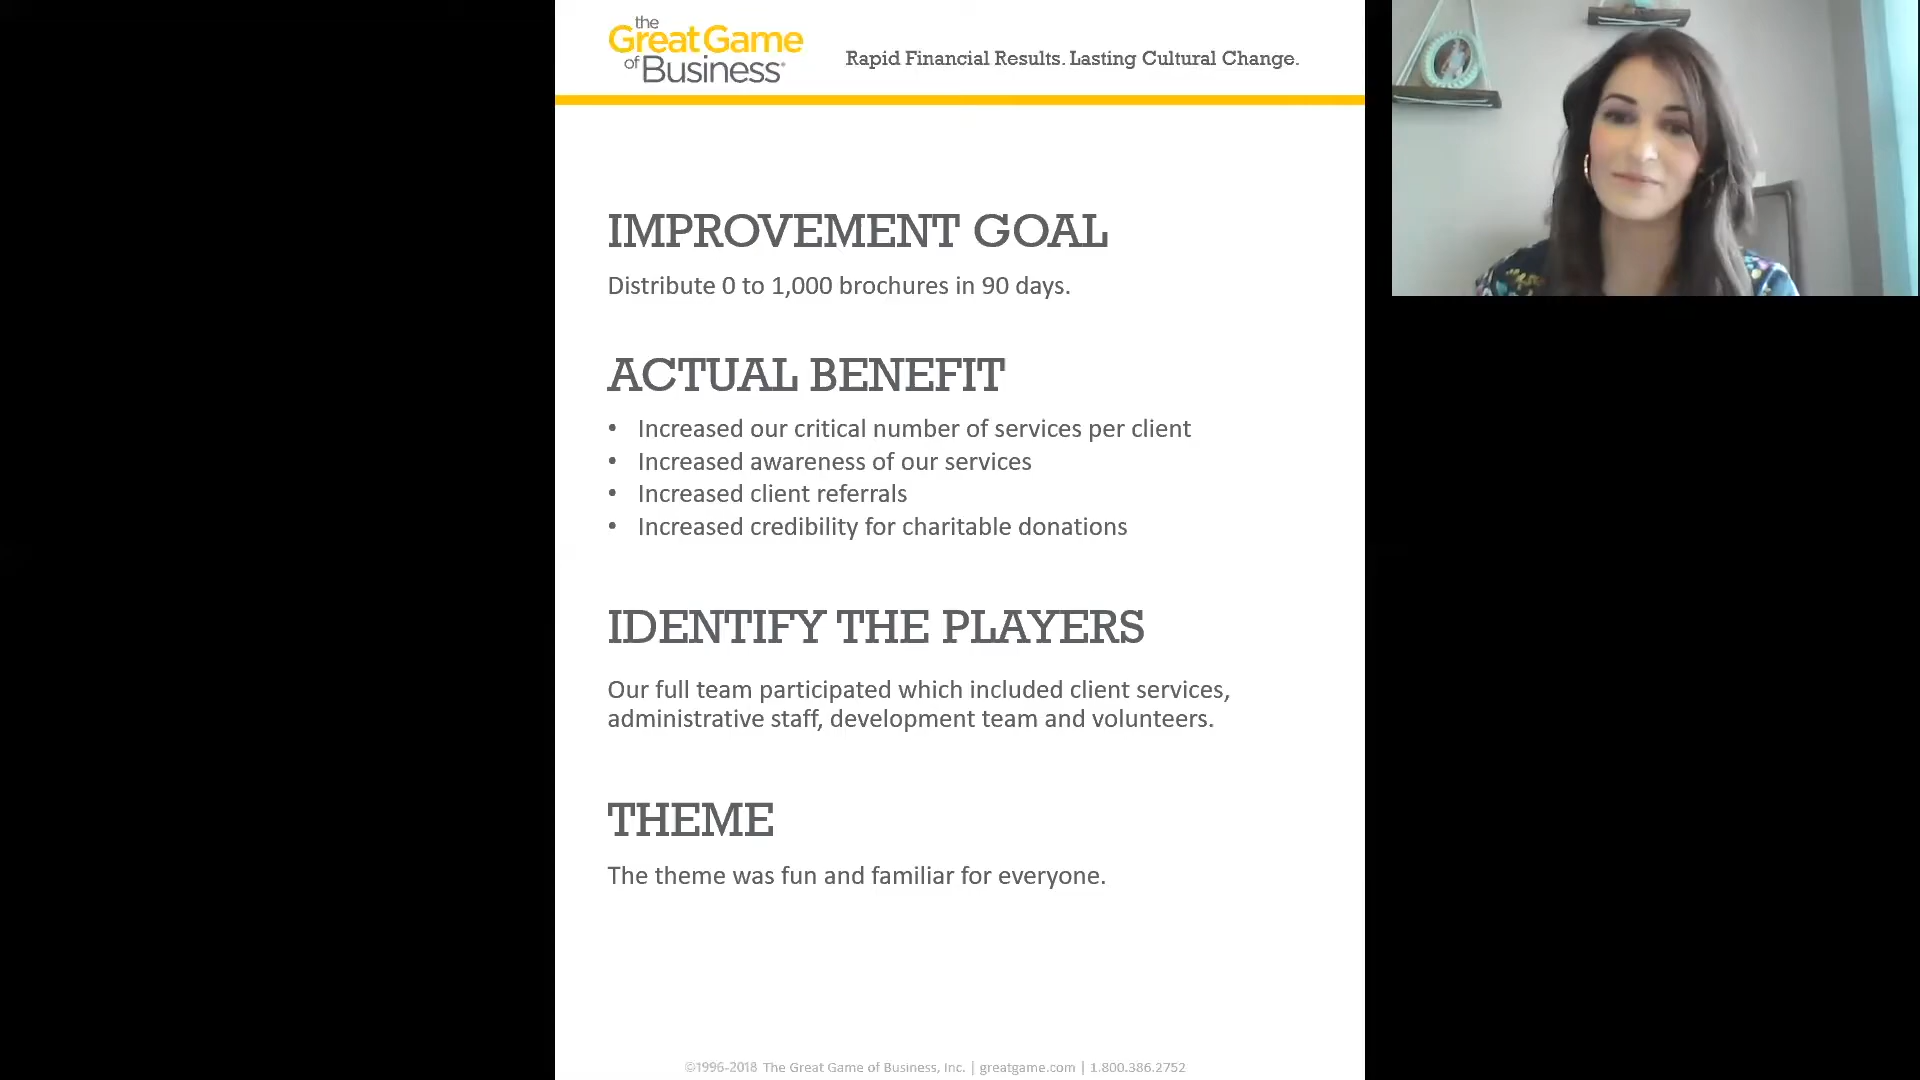 the
Great Game
of Business
Rapid Financial Results. Lasting Cultural Change.
IMPROVEMENT GOAL
Distribute 0 to 1,000 brochures in 90 days.
ACTUAL BENEFIT
• Increased our critical number of services per client
• Increased awareness of our services
• Increased client referrals
• Increased credibility for charitable donations
IDENTIFY THE PLAYERS
Our full team participated which included client services,
administrative staff, development team and volunteers.
THEME
The theme was fun and familiar for everyone.
©1996-2018 The Great Game of Business, Inc. | greatgame.com | 1.800.386.2752